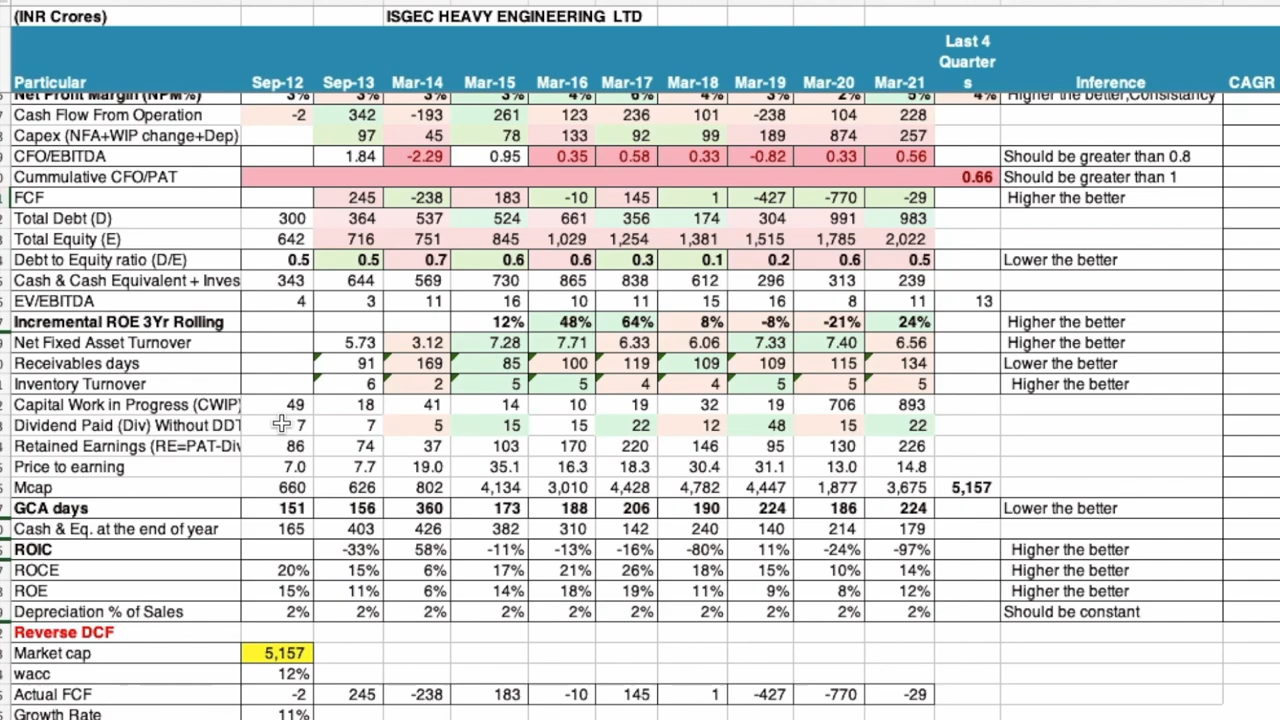 (INR Crores) ISGEC HEAVY ENGINEERING LTD
Particular Sep-12 Sep-13 Mar-14 Mar-15 Mar-16 Mar-17 Mar-18 Mar-19 Mar-20 Mar-21 Last 4 Quarter s Inference CAGR
Net Profit Margin (NPM%) 3% 3% 3% 3% 4% 6% 4% 3% 2% 5% 4% Higher the better,Consistancy
Cash Flow From Operation -2 342 -193 261 123 236 101 -238 104 228
Capex (NFA+WIP change+Dep) 97 45 78 133 92 99 189 874 257
CFO/EBITDA 1.84 -2.29 0.95 0.35 0.58 0.33 -0.82 0.33 0.56 Should be greater than 0.8
Cummulative CFO/PAT 0.66 Should be greater than 1
FCF 245 -238 183 -10 145 1 -427 -770 -29 Higher the better
Total Debt (D) 300 364 537 524 661 356 174 304 991 983
Total Equity (E) 642 716 751 845 1,029 1,254 1,381 1,515 1,785 2,022
Debt to Equity ratio (D/E) 0.5 0.5 0.7 0.6 0.6 0.3 0.1 0.2 0.6 0.5 Lower the better
Cash & Cash Equivalent + Inves 343 644 569 730 865 838 612 296 313 239
EV/EBITDA 4 3 11 16 10 11 15 16 8 11 13
Incremental ROE 3Yr Rolling 12% 48% 64% 8% -8% -21% 24% Higher the better
Net Fixed Asset Turnover 5.73 3.12 7.28 7.71 6.33 6.06 7.33 7.40 6.56 Higher the better
Receivables days 91 169 85 100 119 109 109 115 134 Lower the better
Inventory Turnover 6 2 5 5 4 4 5 5 5 Higher the better
Capital Work in Progress (CWIP) 49 18 41 14 10 19 32 19 706 893
Dividend Paid (Div) Without DDT 7 7 5 15 15 22 12 48 15 22
Retained Earnings (RE=PAT-Div 86 74 37 103 170 220 146 95 130 226
Price to earning 7.0 7.7 19.0 35.1 16.3 18.3 30.4 31.1 13.0 14.8
Mcap 660 626 802 4,134 3,010 4,428 4,782 4,447 1,877 3,675 5,157
GCA days 151 156 360 173 188 206 190 224 186 224 Lower the better
Cash & Eq. at the end of year 165 403 426 382 310 142 240 140 214 179
ROIC -33% 58% -11% -13% -16% -80% 11% -24% -97% Higher the better
ROCE 20% 15% 6% 17% 21% 26% 18% 15% 10% 14% Higher the better
ROE 15% 11% 6% 14% 18% 19% 11% 9% 8% 12% Higher the better
Depreciation % of Sales 2% 2% 2% 2% 2% 2% 2% 2% 2% 2% Should be constant
Reverse DCF
Market cap 5,157
wacc 12%
Actual FCF -2 245 -238 183 -10 145 1 -427 -770 -29
Growth Rate 11%